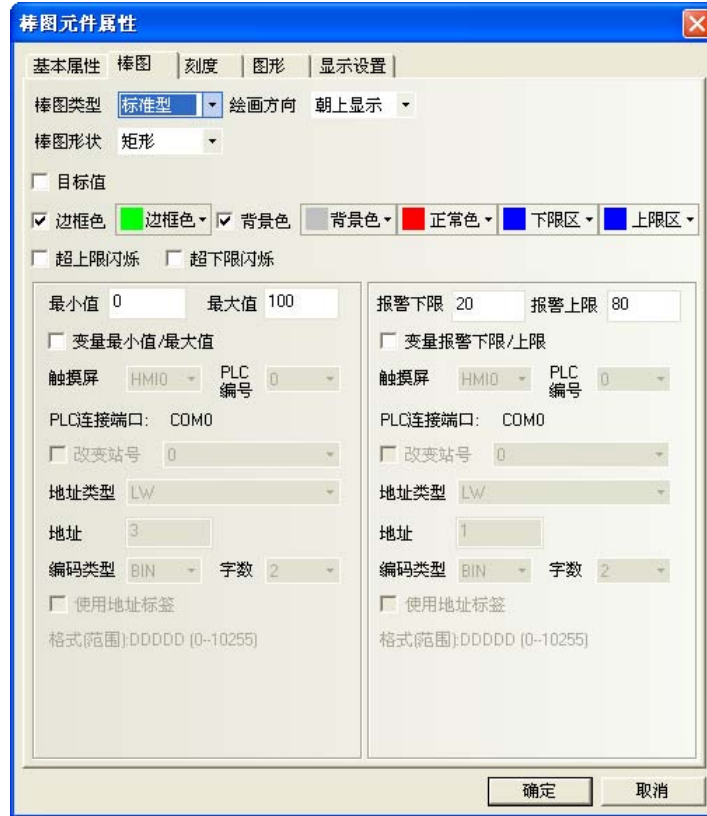 棒图元件属性
基本属性 棒图 刻度 图形 显示设置
棒图类型 标准型 绘画方向 朝上显示
棒图形状 矩形
目标值
边框色 边框色 背景色 背景色 正常色 下限区 上限区
超上限闪烁 超下限闪烁
最小值 0 最大值 100
变量最小值/最大值
触摸屏 HMI0 PLC编号 0
PLC连接端口: COM0
改变站号 0
地址类型 LW
地址 3
编码类型 BIN 字数 2
使用地址标签
格式(范围):DDDDD (0--10255)
报警下限 20 报警上限 80
变量报警下限/上限
触摸屏 HMI0 PLC编号 0
PLC连接端口: COM0
改变站号 0
地址类型 LW
地址 1
编码类型 BIN 字数 2
使用地址标签
格式(范围):DDDDD (0--10255)
确定 取消